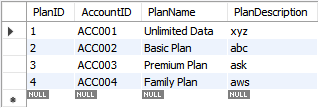 PlanID AccountID PlanName PlanDescription
1 ACC001 Unlimited Data xyz
2 ACC002 Basic Plan abc
3 ACC003 Premium Plan ask
4 ACC004 Family Plan aws
NULL NULL NULL NULL